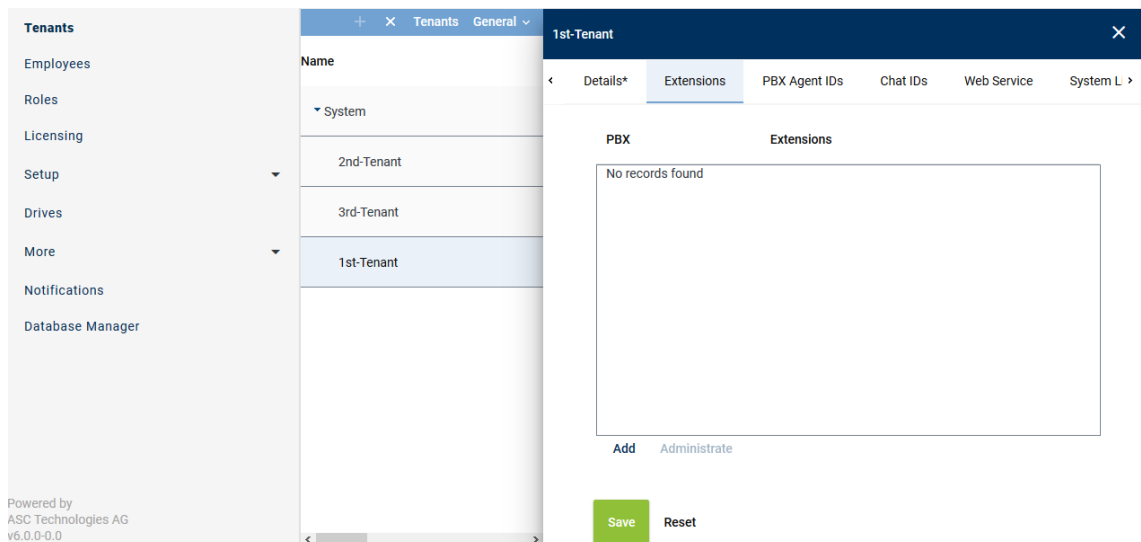 Tenants
Employees
Roles
Licensing
Setup
Drives
More
Notifications
Database Manager
Powered by
ASC Technologies AG
v6.0.0-0.0
Tenants General
Name
System
2nd-Tenant
3rd-Tenant
1st-Tenant
1st-Tenant
Details* Extensions PBX Agent IDs Chat IDs Web Service System
PBX Extensions
No records found
Add Administrate
Save Reset